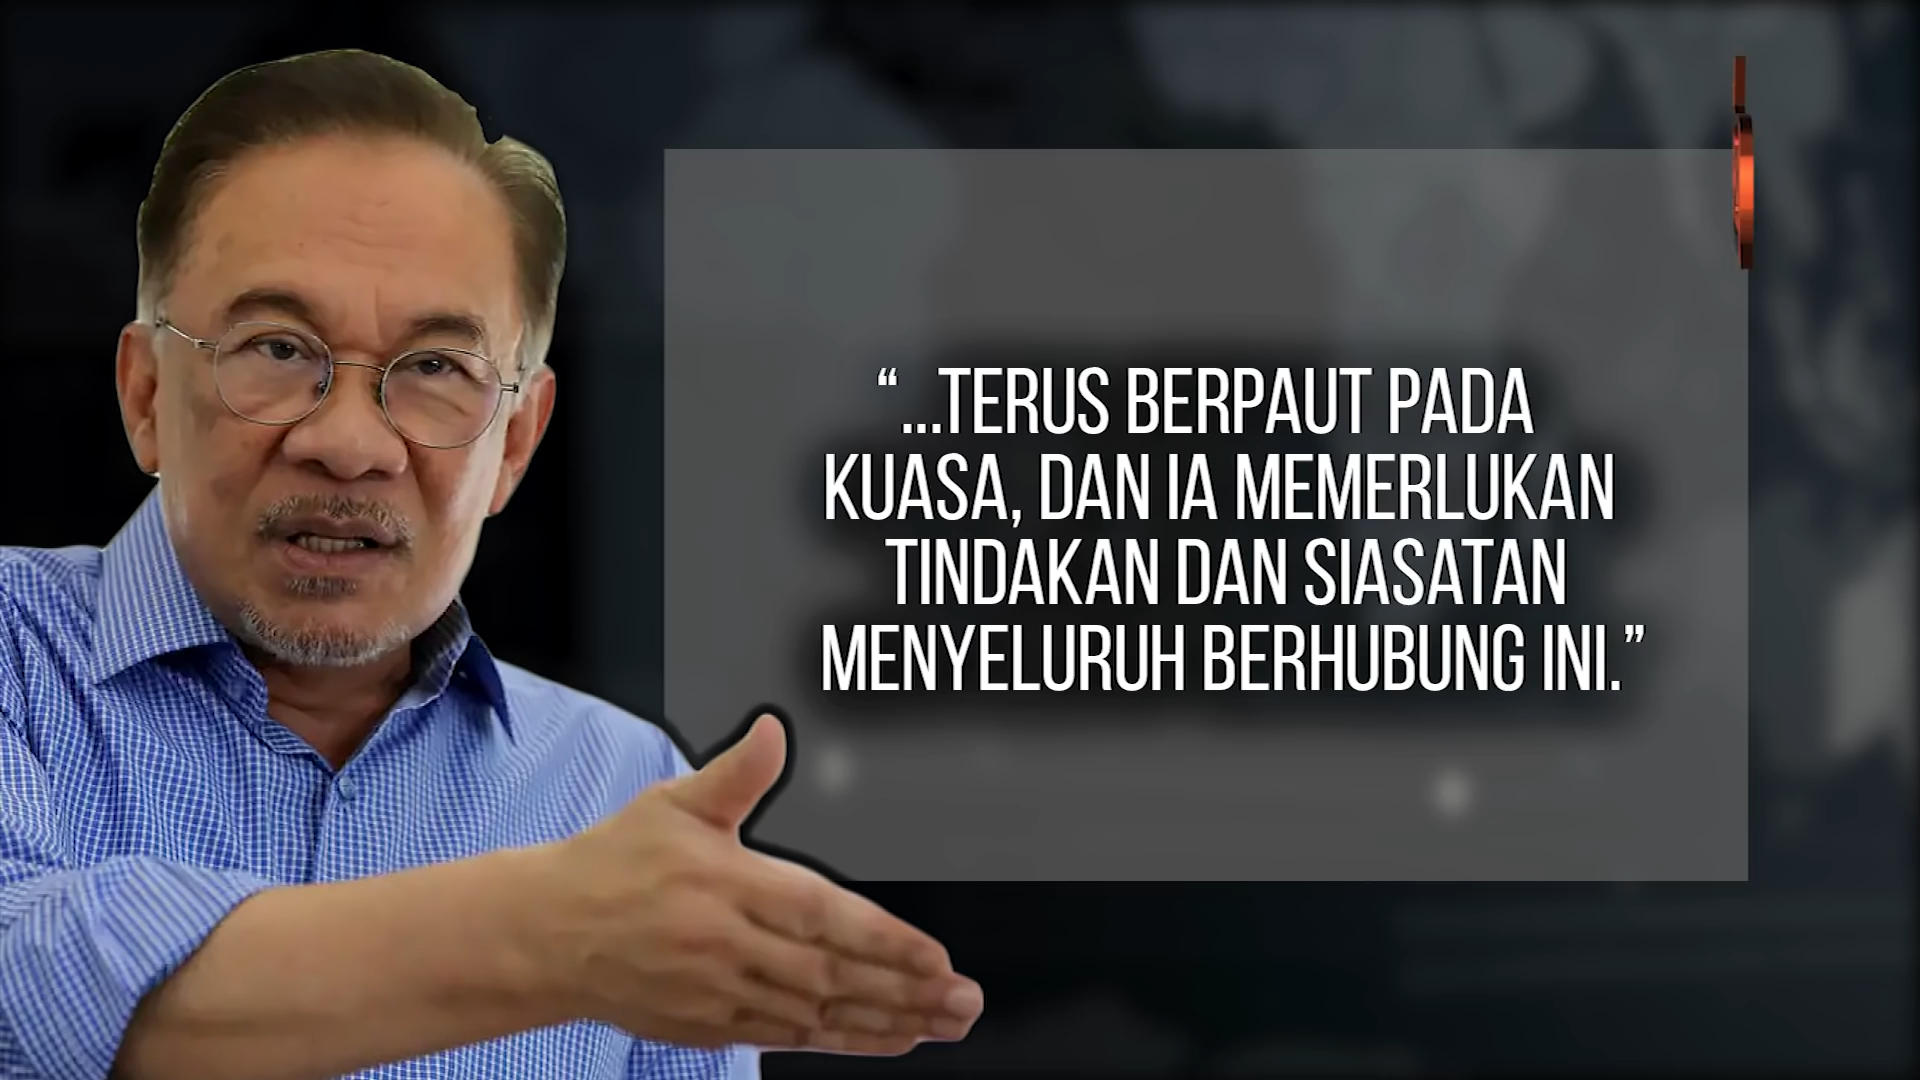 “...TERUS BERPAUT PADA
KUASA, DAN IA MEMERLUKAN
TINDAKAN DAN SIASATAN
MENYELURUH BERHUBUNG INI.”